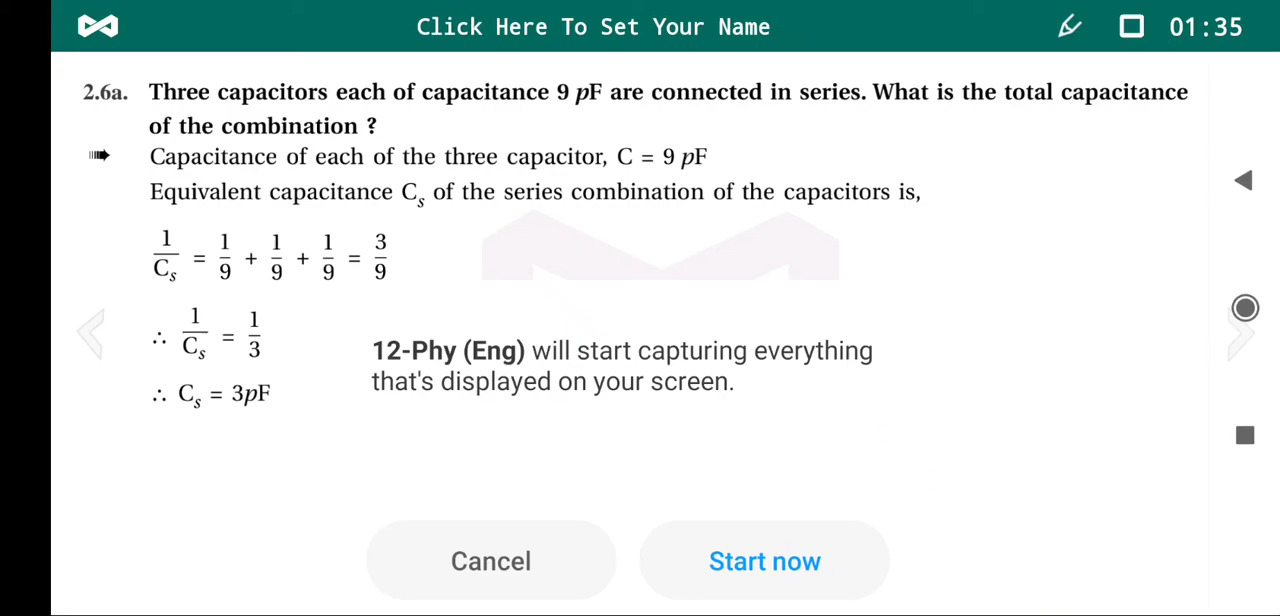 Click Here To Set Your Name 01:35
2.6a. Three capacitors each of capacitance 9 pF are connected in series. What is the total capacitance
of the combination ?
➠ Capacitance of each of the three capacitor, C = 9 pF
Equivalent capacitance Cₛ of the series combination of the capacitors is,
1/Cₛ = 1/9 + 1/9 + 1/9 = 3/9
∴ 1/Cₛ = 1/3
12-Phy (Eng) will start capturing everything
that's displayed on your screen.
∴ Cₛ = 3pF
Cancel Start now